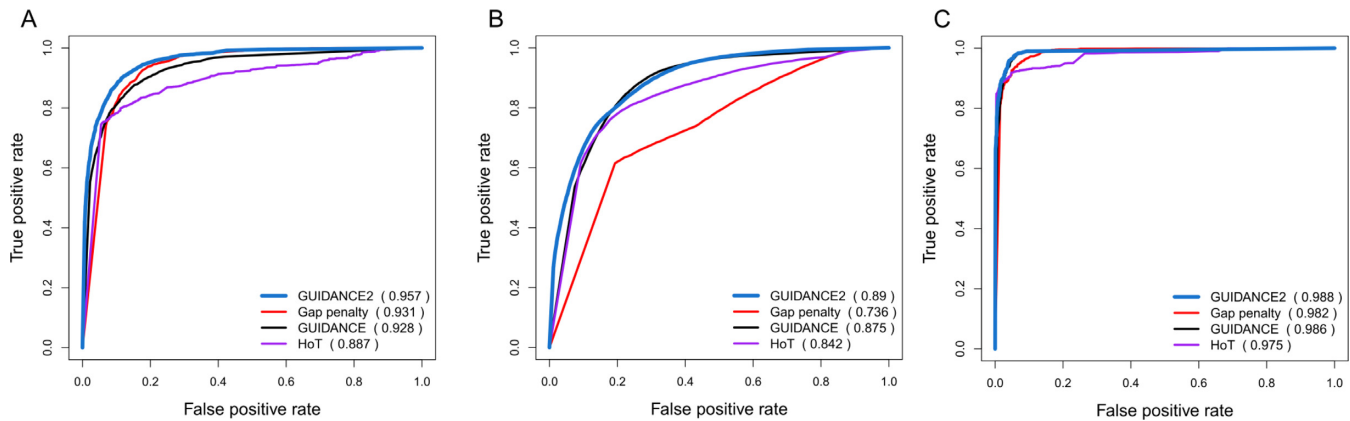 A
True positive rate
1.0
0.8
0.6
0.4
0.2
0.0
GUIDANCE2 ( 0.957 )
Gap penalty ( 0.931 )
GUIDANCE ( 0.928 )
HoT ( 0.887 )
0.0 0.2 0.4 0.6 0.8 1.0
False positive rate
B
True positive rate
1.0
0.8
0.6
0.4
0.2
0.0
GUIDANCE2 ( 0.89 )
Gap penalty ( 0.736 )
GUIDANCE ( 0.875 )
HoT ( 0.842 )
0.0 0.2 0.4 0.6 0.8 1.0
False positive rate
C
True positive rate
1.0
0.8
0.6
0.4
0.2
0.0
GUIDANCE2 ( 0.988 )
Gap penalty ( 0.982 )
GUIDANCE ( 0.986 )
HoT ( 0.975 )
0.0 0.2 0.4 0.6 0.8 1.0
False positive rate